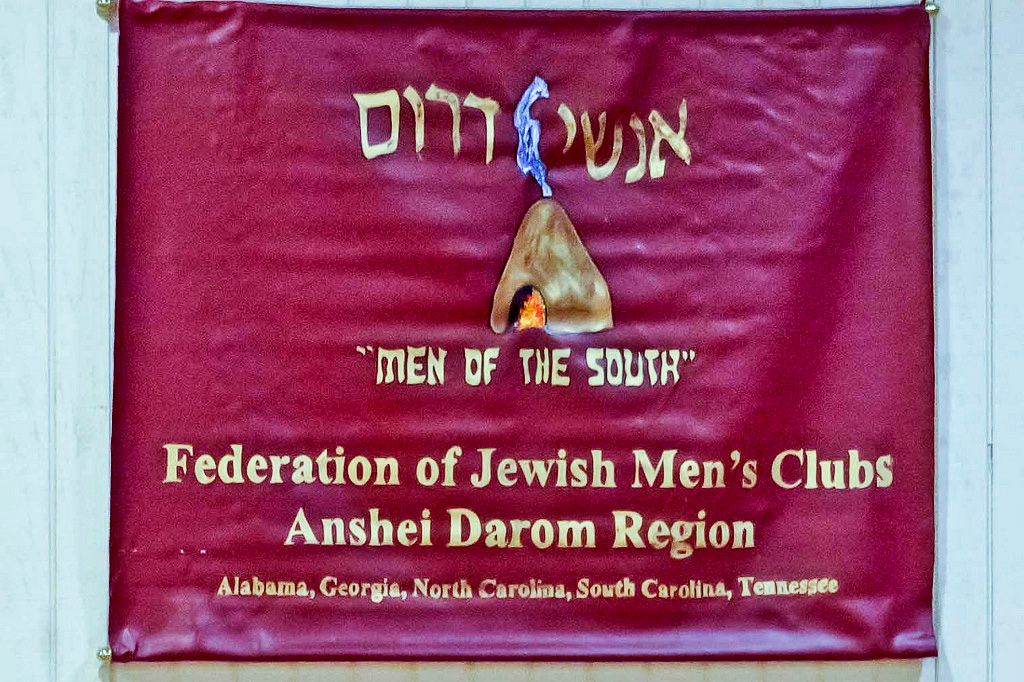 אנשי דרום
"MEN OF THE SOUTH"
Federation of Jewish Men's Clubs
Anshei Darom Region
Alabama, Georgia, North Carolina, South Carolina, Tennessee